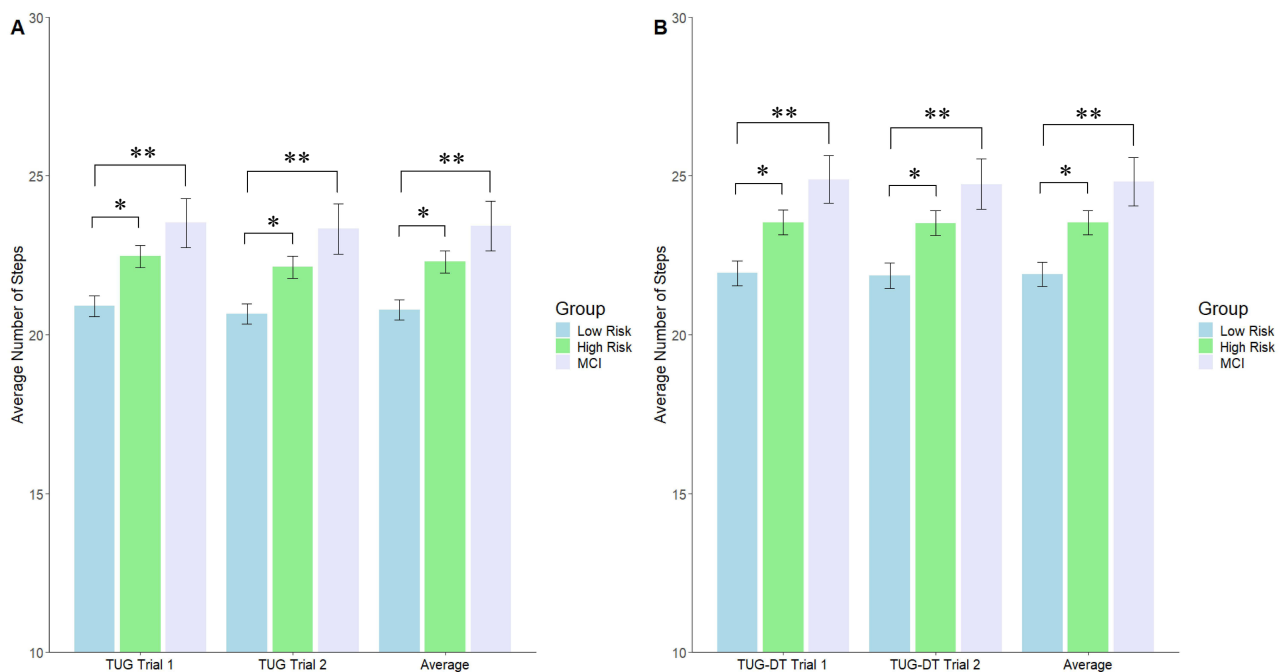 A
30
25
20
15
10
Average Number of Steps
**
*
**
*
**
*
TUG Trial 1
TUG Trial 2
Average
Group
Low Risk
High Risk
MCI
B
30
25
20
15
10
Average Number of Steps
**
*
**
*
**
*
TUG-DT Trial 1
TUG-DT Trial 2
Average
Group
Low Risk
High Risk
MCI